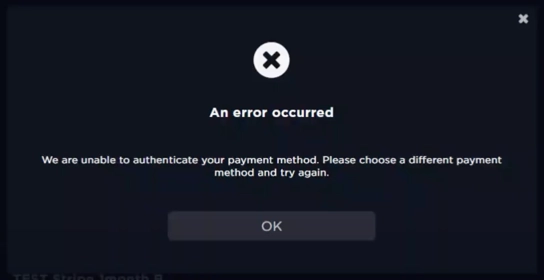 An error occurred
We are unable to authenticate your payment method. Please choose a different payment
method and try again.
OK
TEST Stripe 1month B